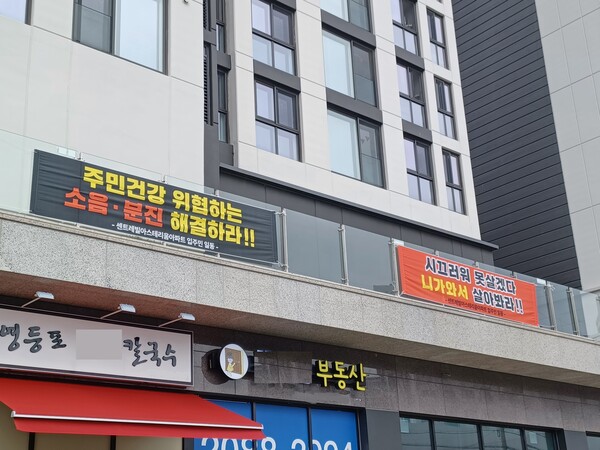 주민건강 위협하는
소음·분진 해결하라!!
- 센트레빌아스테리움아파트 입주민 일동 -
시끄러워 못살겠다
니가와서 살아봐라!!
영등포 칼국수
부동산